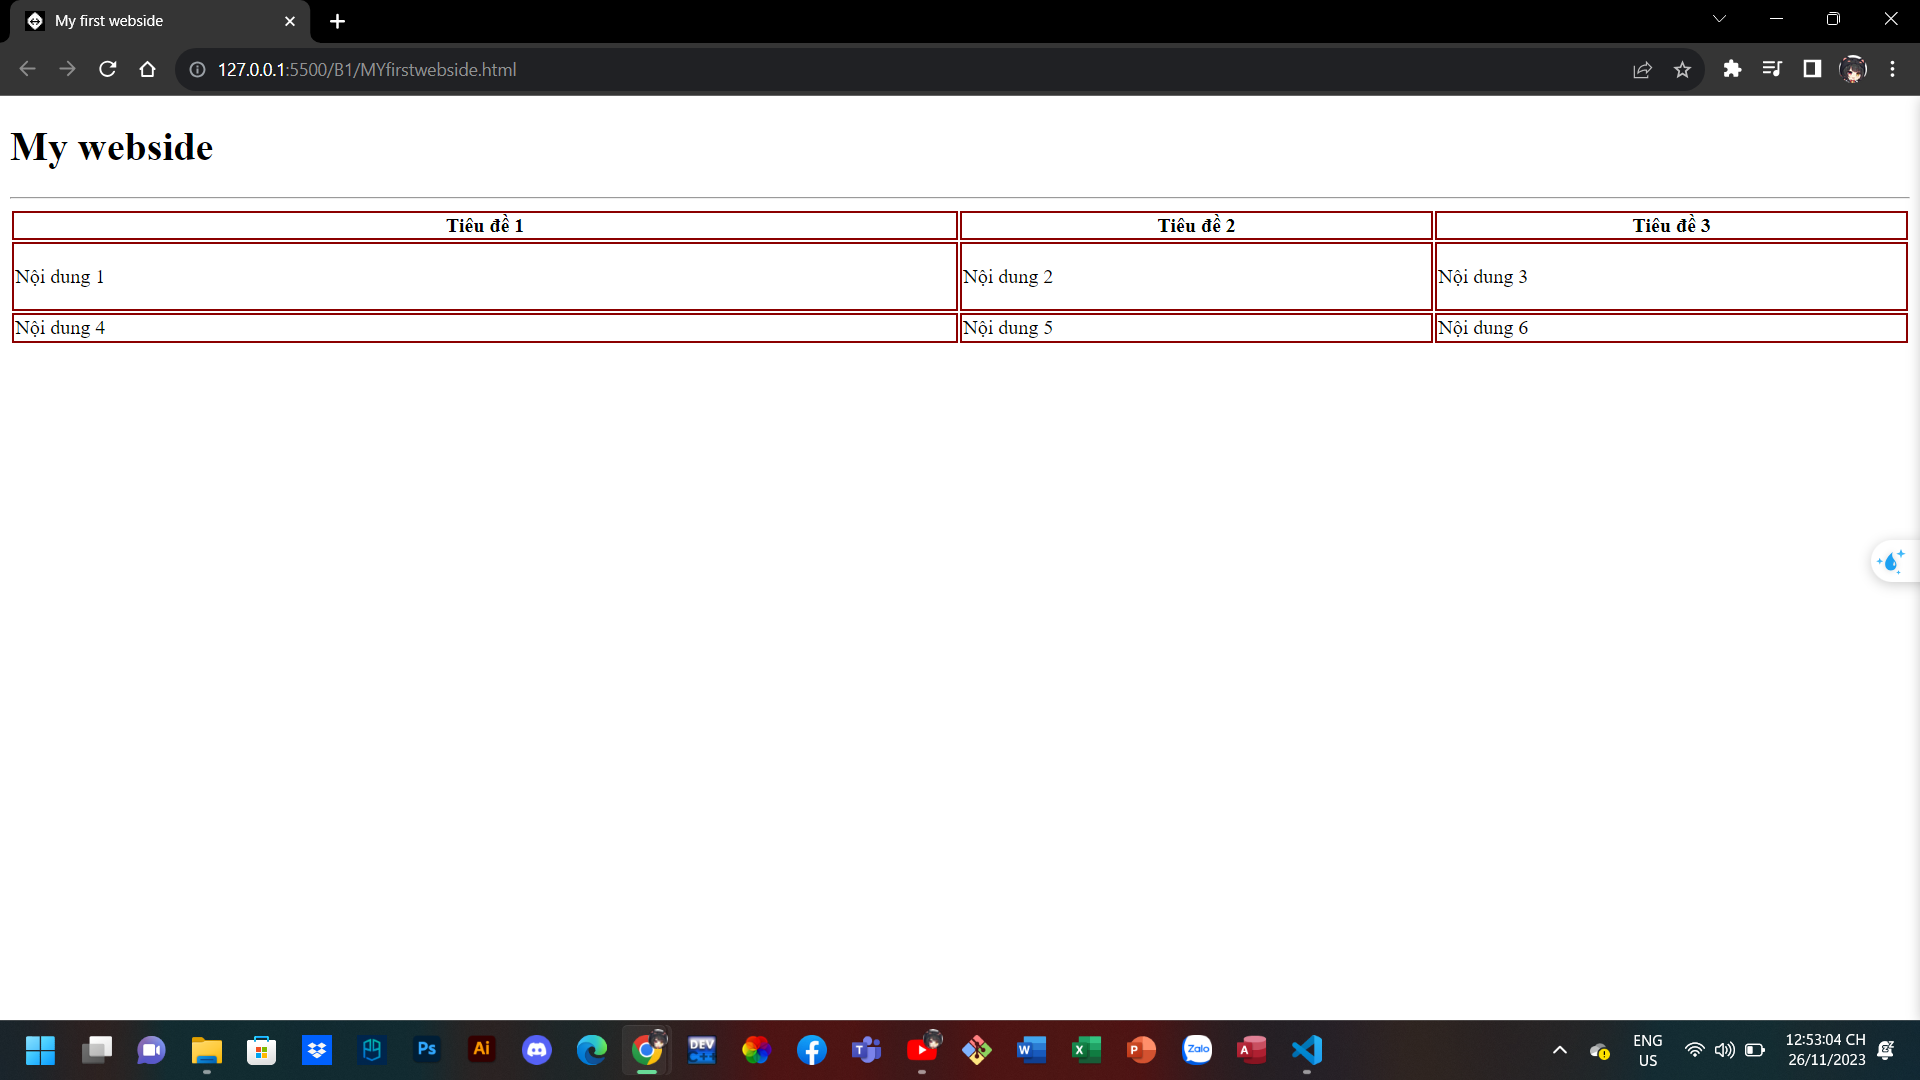 My first webside
127.0.0.1:5500/B1/MYfirstwebside.html
My webside
Tiêu đề 1 Tiêu đề 2 Tiêu đề 3
Nội dung 1 Nội dung 2 Nội dung 3
Nội dung 4 Nội dung 5 Nội dung 6
Ps Ai DEV C++ T W X P Zalo A
ENG 12:53:04 CH
US 26/11/2023